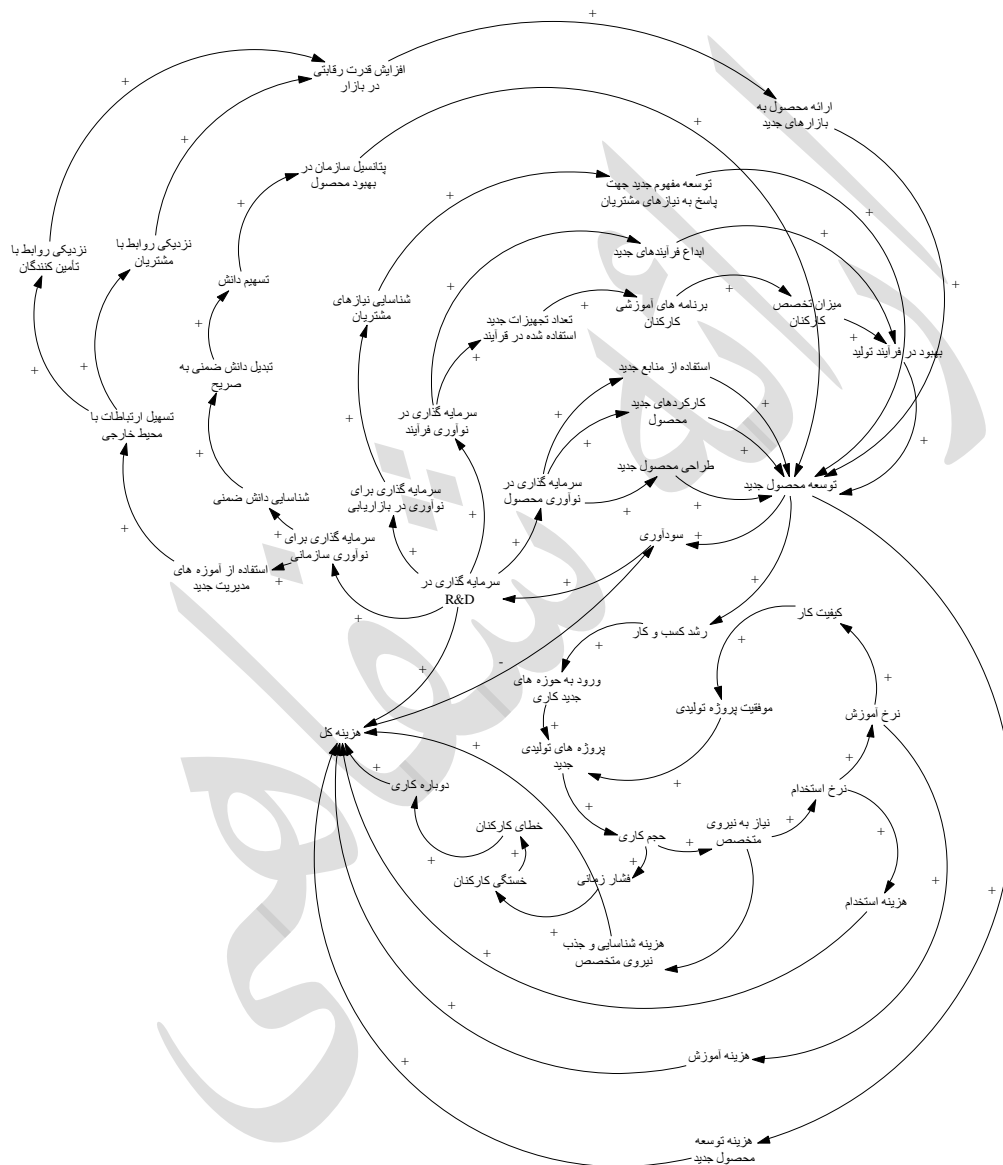 افزایش قدرت رقابتی
در بازار
ارائه محصول به
بازارهای جدید
پتانسیل سازمان در
بهبود محصول
توسعه مفهوم جدید جهت
پاسخ به نیازهای مشتریان
نزدیکی روابط با
تأمین کنندگان
نزدیکی روابط با
مشتریان
ابداع فرآیندهای جدید
تسهیم دانش
شناسایی نیازهای
مشتریان
تعداد تجهیزات جدید
استفاده شده در قرآیند
برنامه های آموزشی
کارکنان
میزان تخصص
کارکنان
بهبود در فرآیند تولید
تبدیل دانش ضمنی به
صریح
استفاده از منابع جدید
تسهیل ارتباطات با
محیط خارجی
سرمایه گذاری در
نوآوری فرآیند
کارکردهای جدید
محصول
طراحی محصول جدید
توسعه محصول جدید
شناسایی دانش ضمنی
سرمایه گذاری برای
نوآوری در بازاریابی
سرمایه گذاری در
نوآوری محصول
سرمایه گذاری برای
نوآوری سازمانی
سودآوری
استفاده از آموزه های
مدیریت جدید
سرمایه گذاری در
R&D
رشد کسب و کار
کیفیت کار
ورود به حوزه های
جدید کاری
موفقیت پروژه تولیدی
نرخ آموزش
هزینه کل
پروژه های تولیدی
جدید
دوباره کاری
نرخ استخدام
خطای کارکنان
حجم کاری
نیاز به نیروی
متخصص
خستگی کارکنان
فشار زمانی
هزینه استخدام
هزینه شناسایی و جذب
نیروی متخصص
هزینه آموزش
هزینه توسعه
محصول جدید